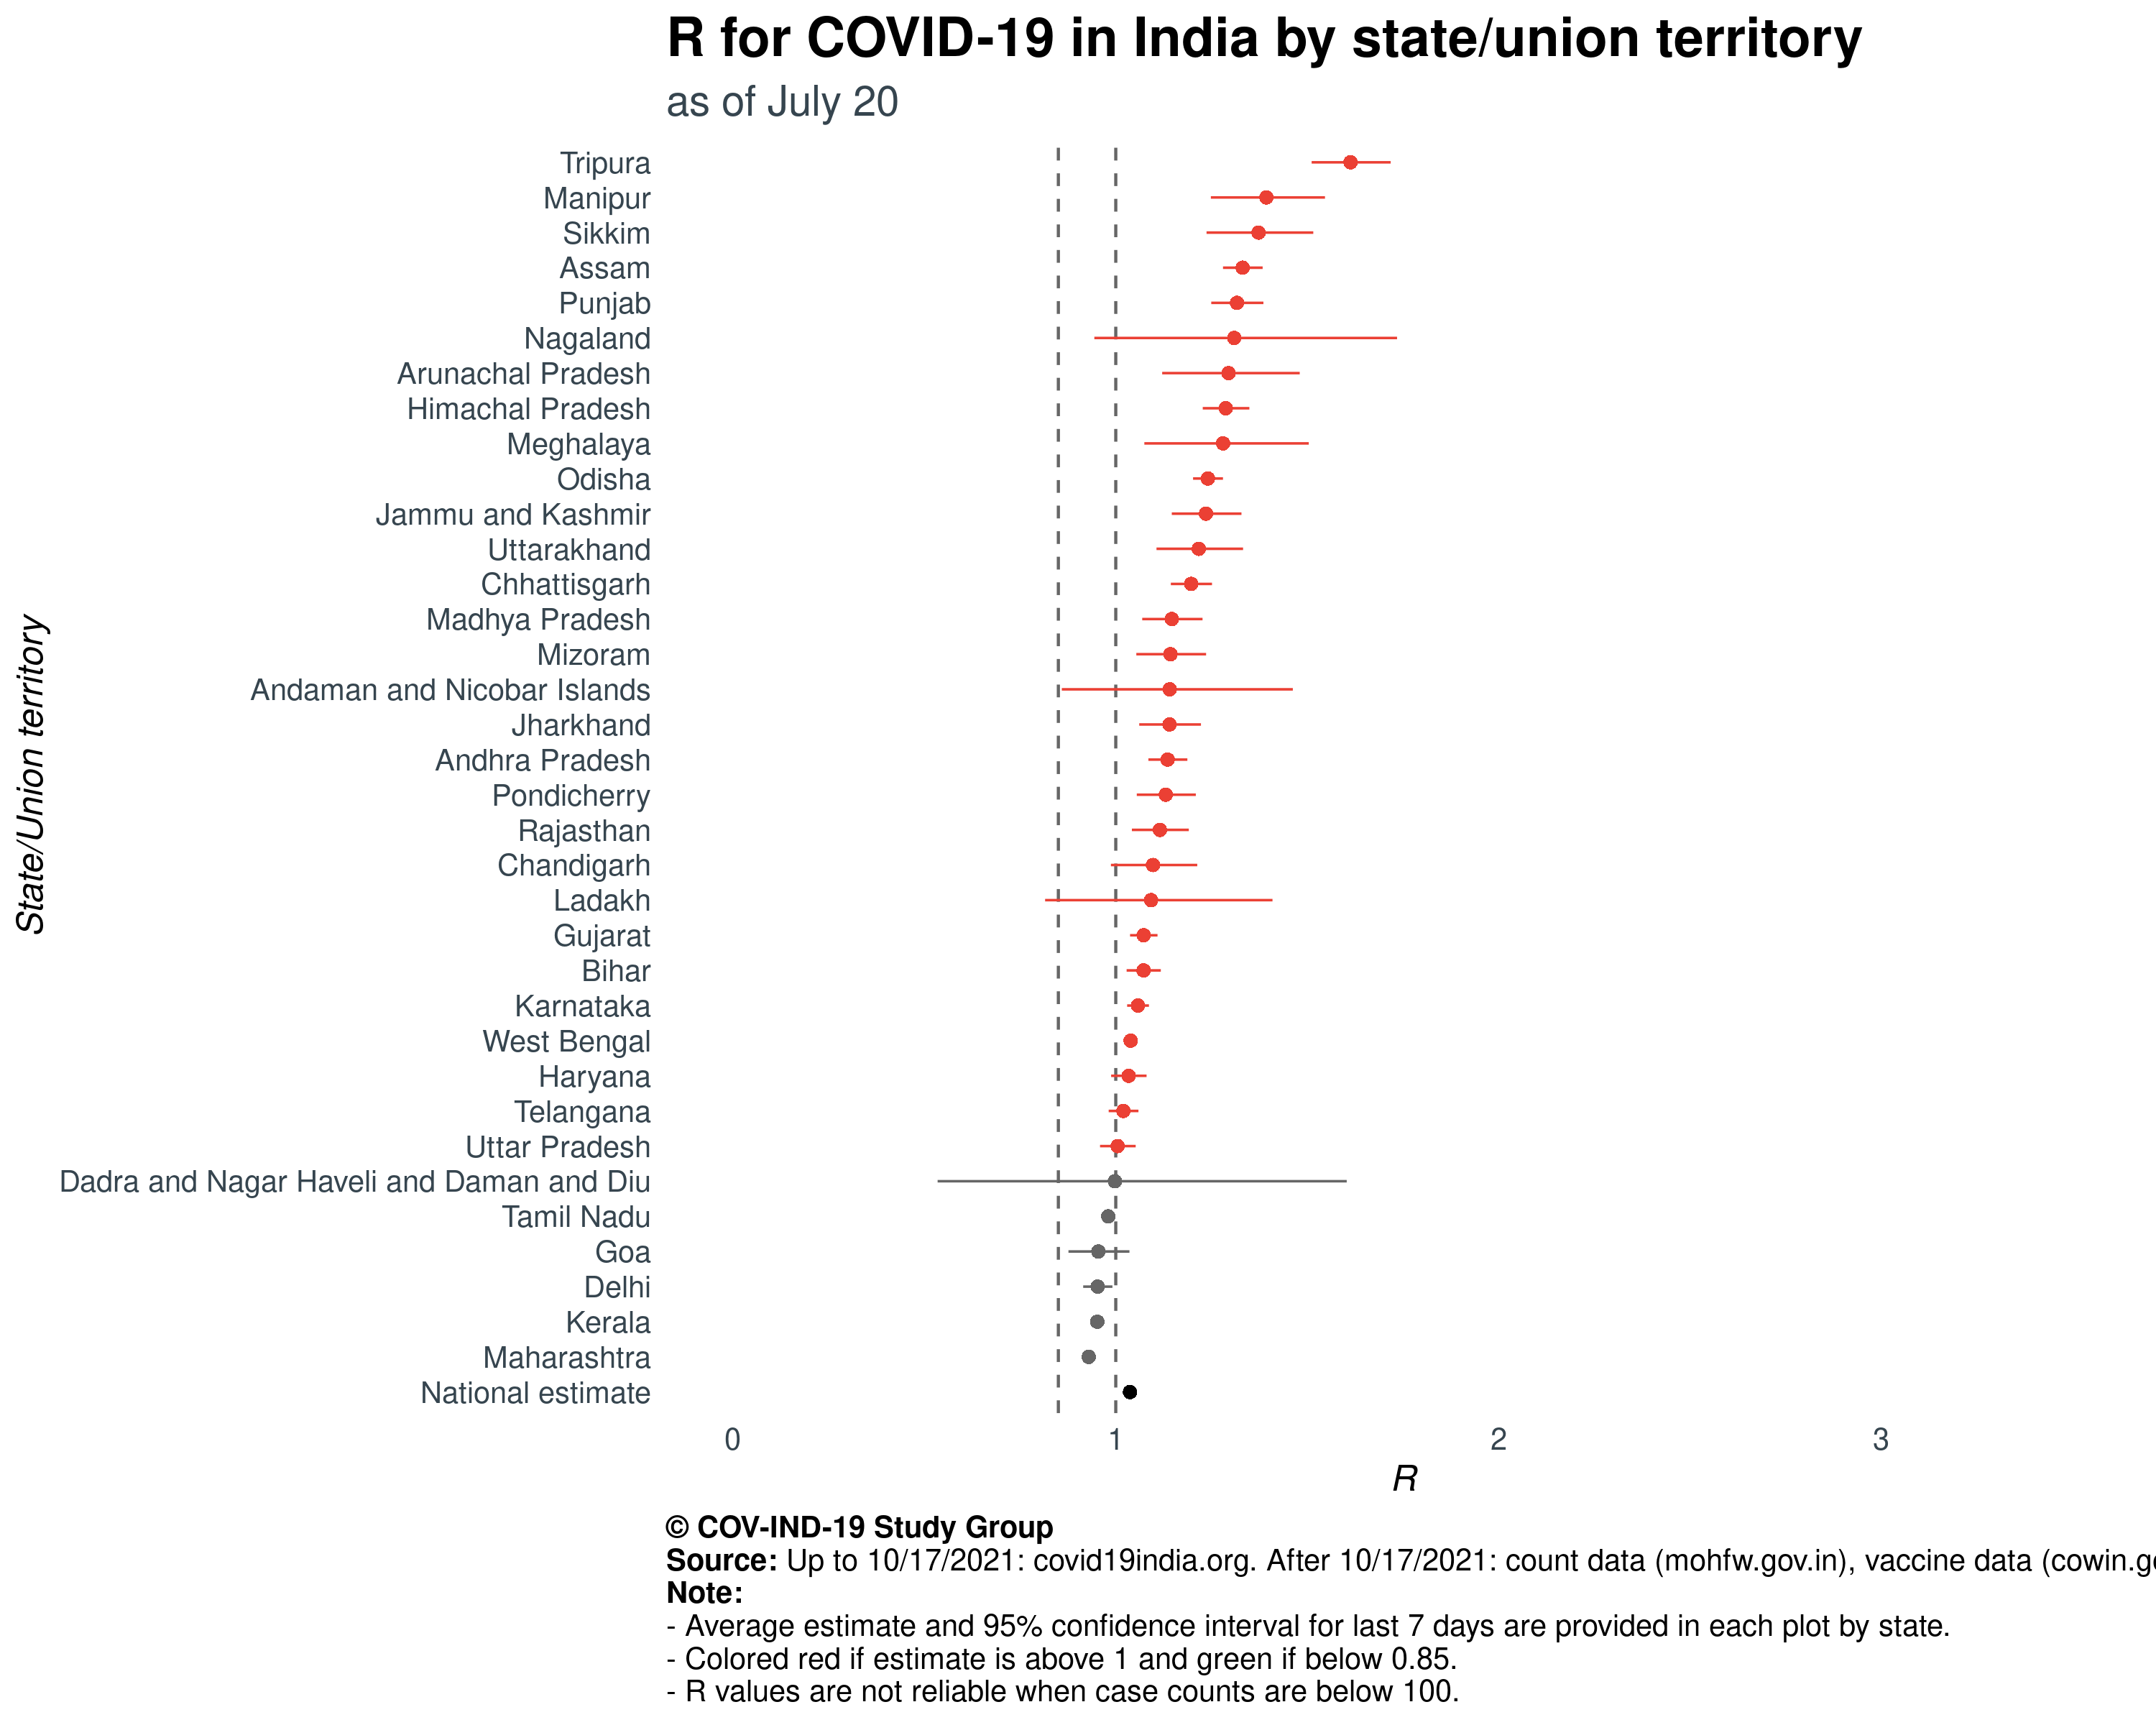 R for COVID-19 in India by state/union territory
as of July 20
State/Union territory
Tripura
Manipur
Sikkim
Assam
Punjab
Nagaland
Arunachal Pradesh
Himachal Pradesh
Meghalaya
Odisha
Jammu and Kashmir
Uttarakhand
Chhattisgarh
Madhya Pradesh
Mizoram
Andaman and Nicobar Islands
Jharkhand
Andhra Pradesh
Pondicherry
Rajasthan
Chandigarh
Ladakh
Gujarat
Bihar
Karnataka
West Bengal
Haryana
Telangana
Uttar Pradesh
Dadra and Nagar Haveli and Daman and Diu
Tamil Nadu
Goa
Delhi
Kerala
Maharashtra
National estimate
0 1 2 3
R
© COV-IND-19 Study Group
Source: Up to 10/17/2021: covid19india.org. After 10/17/2021: count data (mohfw.gov.in), vaccine data
Note:
- Average estimate and 95% confidence interval for last 7 days are provided in each plot by state.
- Colored red if estimate is above 1 and green if below 0.85.
- R values are not reliable when case counts are below 100.